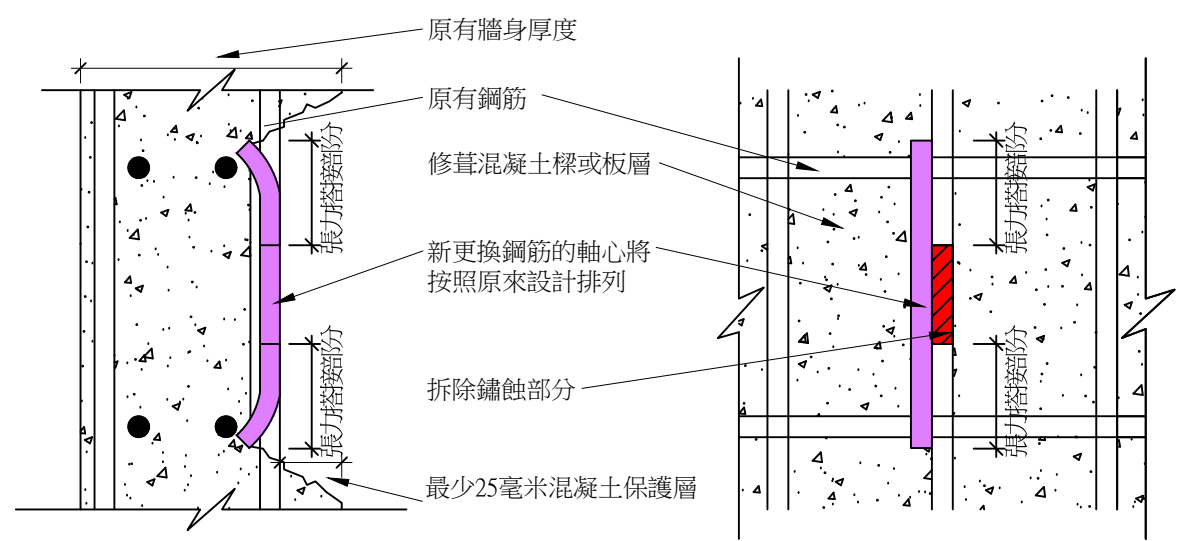 原有牆身厚度
原有鋼筋
修葺混凝土樑或板層
新更換鋼筋的軸心將
按照原來設計排列
拆除鏽蝕部分
最少25毫米混凝土保護層
張力搭接部分
張力搭接部分
張力搭接部分
張力搭接部分